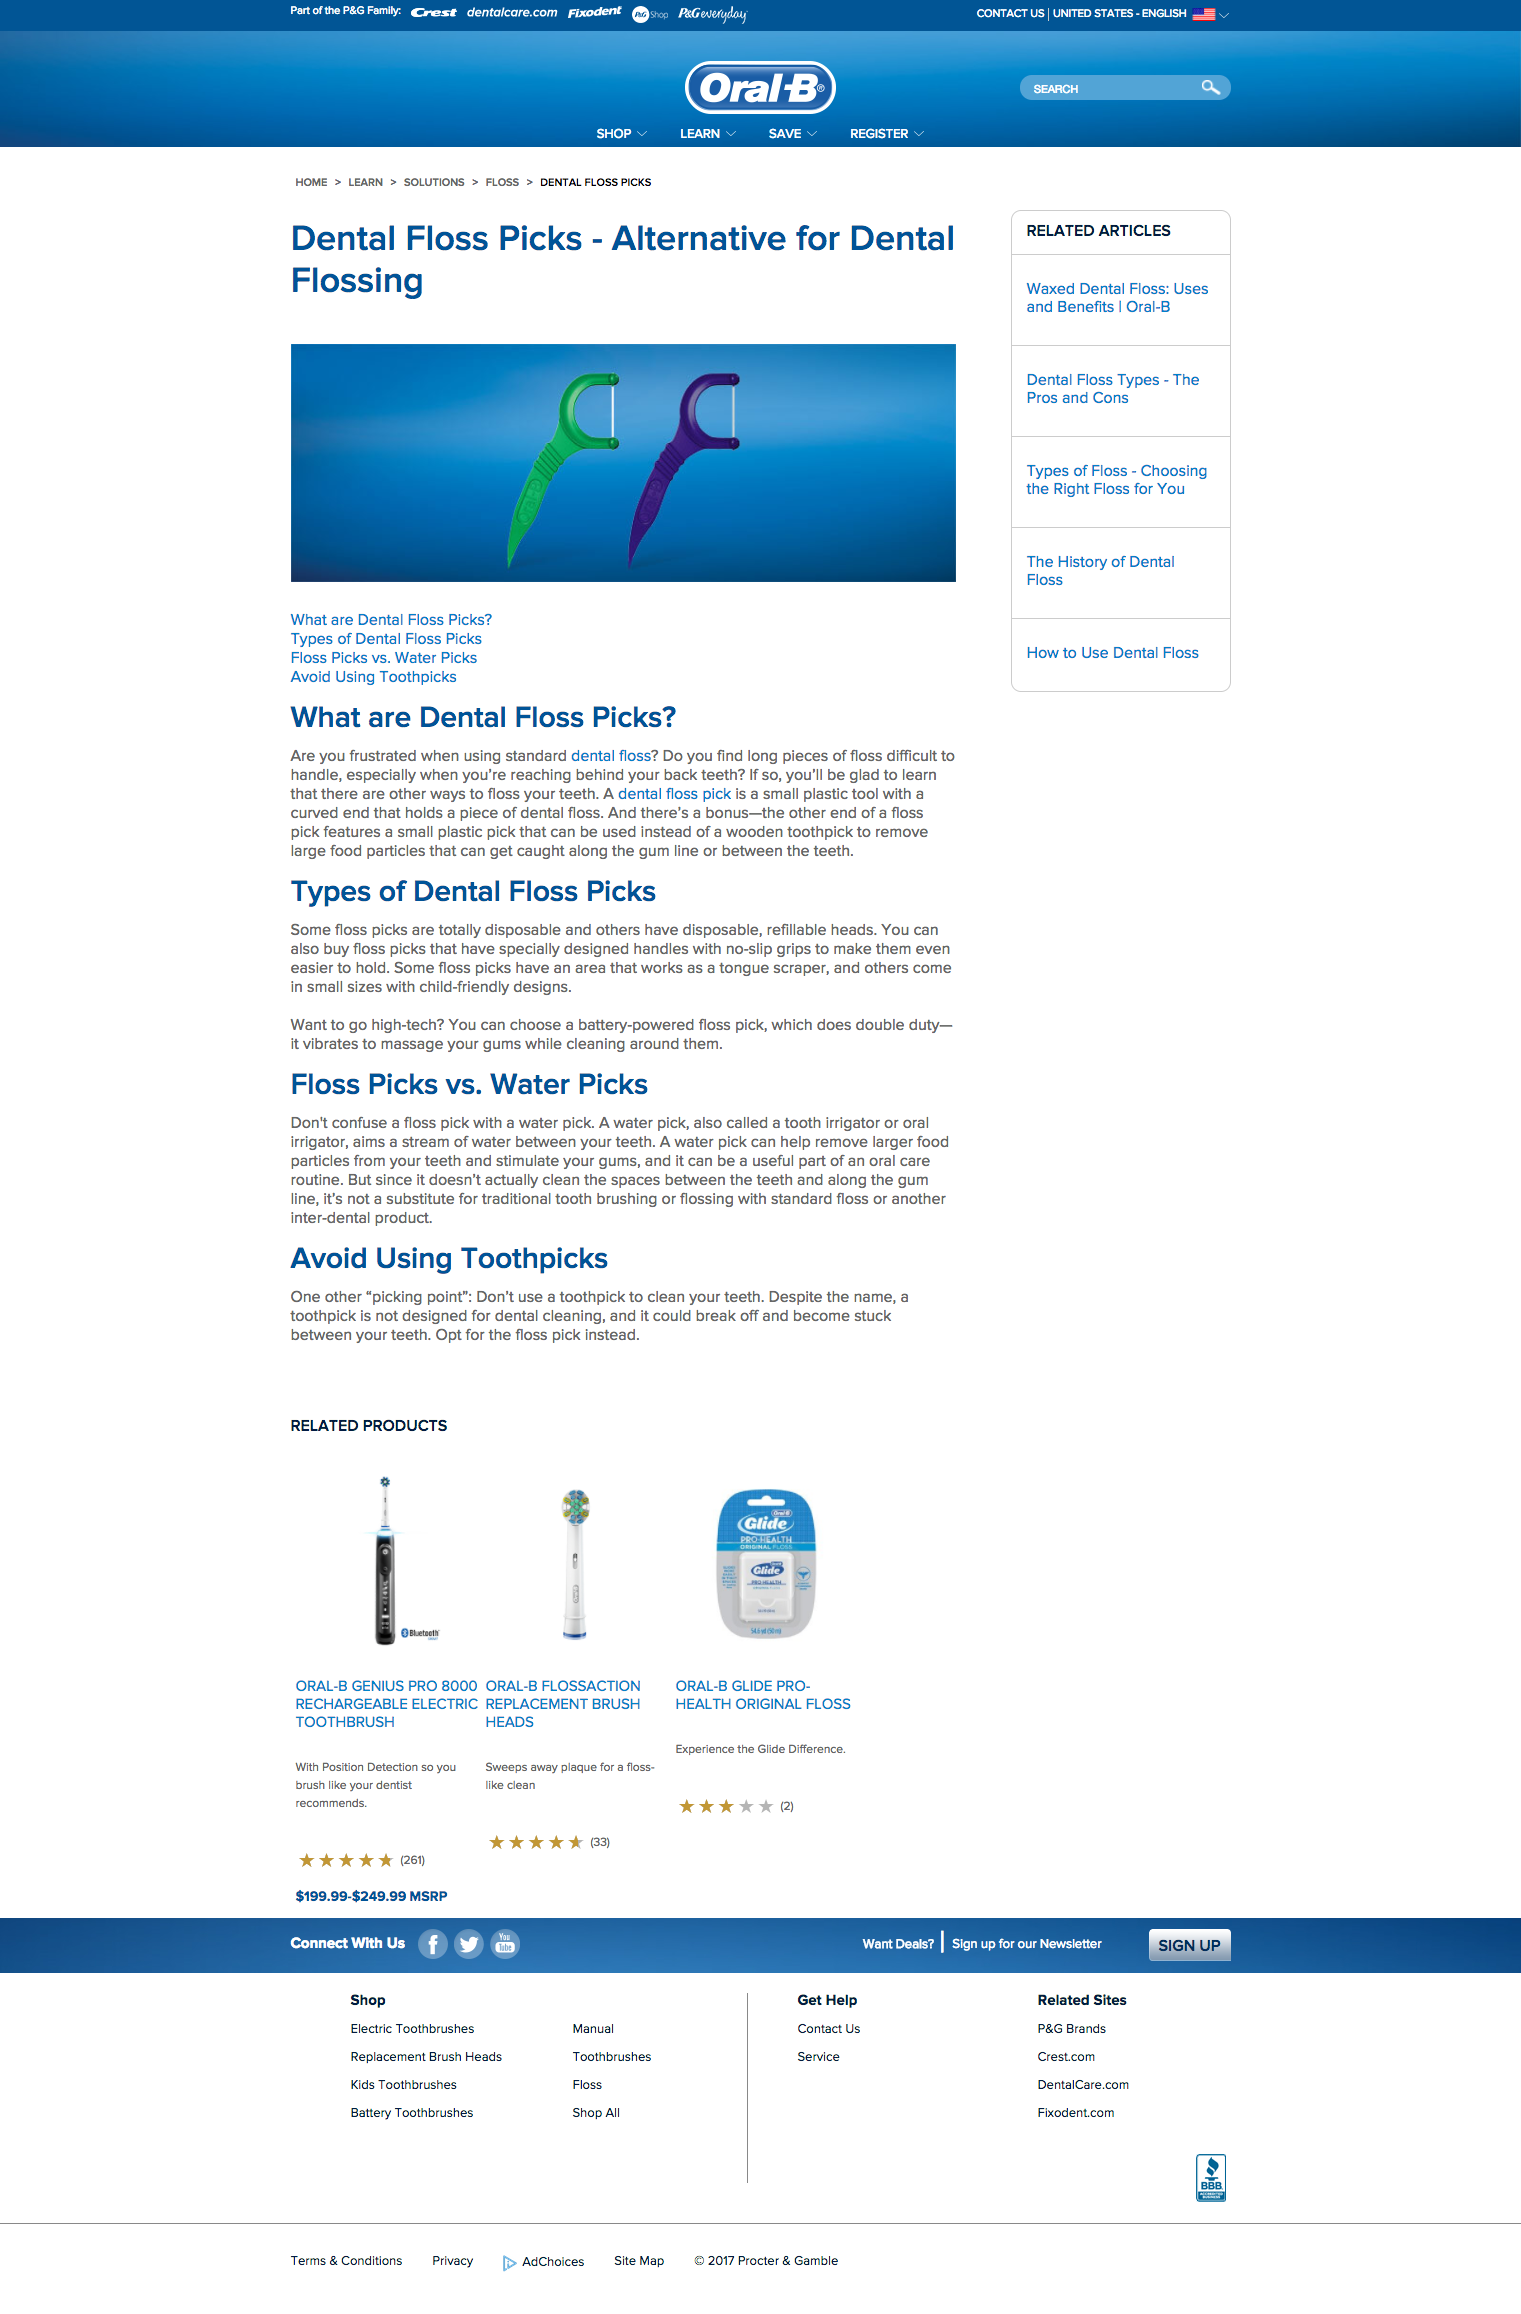 Part of the P&G Family: Crest dentalcare.com Fixodent P&G Shop P&G everyday
CONTACT US | UNITED STATES - ENGLISH
Oral-B®
SEARCH
SHOP LEARN SAVE REGISTER
HOME > LEARN > SOLUTIONS > FLOSS > DENTAL FLOSS PICKS
Dental Floss Picks - Alternative for Dental
Flossing
RELATED ARTICLES
Waxed Dental Floss: Uses
and Benefits | Oral-B
Dental Floss Types - The
Pros and Cons
Types of Floss - Choosing
the Right Floss for You
The History of Dental
Floss
How to Use Dental Floss
What are Dental Floss Picks?
Types of Dental Floss Picks
Floss Picks vs. Water Picks
Avoid Using Toothpicks
What are Dental Floss Picks?
Are you frustrated when using standard dental floss? Do you find long pieces of floss difficult to
handle, especially when you’re reaching behind your back teeth? If so, you’ll be glad to learn
that there are other ways to floss your teeth. A dental floss pick is a small plastic tool with a
curved end that holds a piece of dental floss. And there’s a bonus—the other end of a floss
pick features a small plastic pick that can be used instead of a wooden toothpick to remove
large food particles that can get caught along the gum line or between the teeth.
Types of Dental Floss Picks
Some floss picks are totally disposable and others have disposable, refillable heads. You can
also buy floss picks that have specially designed handles with no-slip grips to make them even
easier to hold. Some floss picks have an area that works as a tongue scraper, and others come
in small sizes with child-friendly designs.
Want to go high-tech? You can choose a battery-powered floss pick, which does double duty—
it vibrates to massage your gums while cleaning around them.
Floss Picks vs. Water Picks
Don't confuse a floss pick with a water pick. A water pick, also called a tooth irrigator or oral
irrigator, aims a stream of water between your teeth. A water pick can help remove larger food
particles from your teeth and stimulate your gums, and it can be a useful part of an oral care
routine. But since it doesn’t actually clean the spaces between the teeth and along the gum
line, it’s not a substitute for traditional tooth brushing or flossing with standard floss or another
inter-dental product.
Avoid Using Toothpicks
One other “picking point”: Don’t use a toothpick to clean your teeth. Despite the name, a
toothpick is not designed for dental cleaning, and it could break off and become stuck
between your teeth. Opt for the floss pick instead.
RELATED PRODUCTS
Bluetooth
Oral-B
Glide
PRO-HEALTH
ORIGINAL FLOSS
Glide
PRO-HEALTH
54.6 yd (50 m)
ORAL-B GENIUS PRO 8000
RECHARGEABLE ELECTRIC
TOOTHBRUSH
With Position Detection so you
brush like your dentist
recommends.
(261)
$199.99-$249.99 MSRP
ORAL-B FLOSSACTION
REPLACEMENT BRUSH
HEADS
Sweeps away plaque for a floss-
like clean
(33)
ORAL-B GLIDE PRO-
HEALTH ORIGINAL FLOSS
Experience the Glide Difference.
(2)
Connect With Us
You
Tube
Want Deals? | Sign up for our Newsletter
SIGN UP
Shop
Electric Toothbrushes
Replacement Brush Heads
Kids Toothbrushes
Battery Toothbrushes
Manual
Toothbrushes
Floss
Shop All
Get Help
Contact Us
Service
Related Sites
P&G Brands
Crest.com
DentalCare.com
Fixodent.com
BBB
Terms & Conditions Privacy AdChoices Site Map © 2017 Procter & Gamble